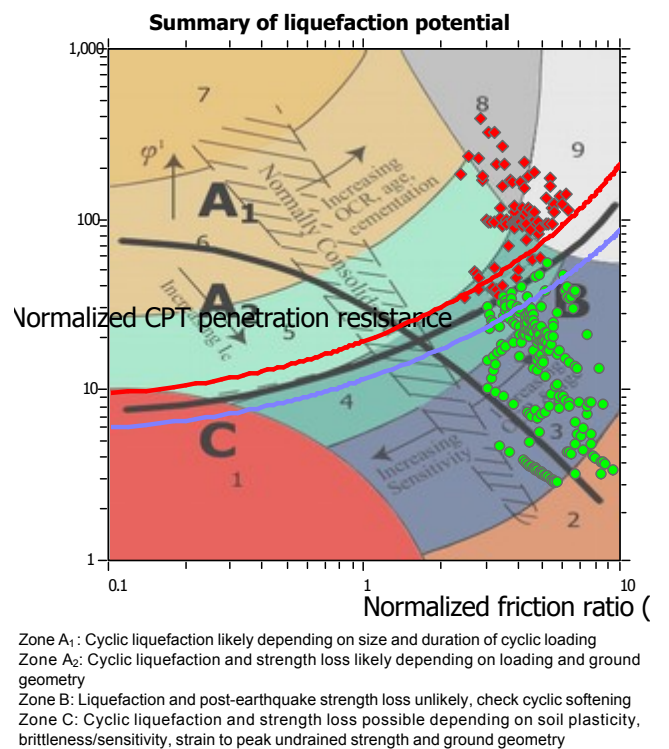 Summary of liquefaction potential
1,000
7
8
9
φ'
Increasing
OCR, age,
cementation
A1
Normally Consolid
100
6
A2
Increasing Ic
B
Normalized CPT penetration resistance
5
10
4
C
3
Increasing
Sensitivity
1
2
1
0.1
1
10
Normalized friction ratio (
Zone A1: Cyclic liquefaction likely depending on size and duration of cyclic loading
Zone A2: Cyclic liquefaction and strength loss likely depending on loading and ground
geometry
Zone B: Liquefaction and post-earthquake strength loss unlikely, check cyclic softening
Zone C: Cyclic liquefaction and strength loss possible depending on soil plasticity,
brittleness/sensitivity, strain to peak undrained strength and ground geometry